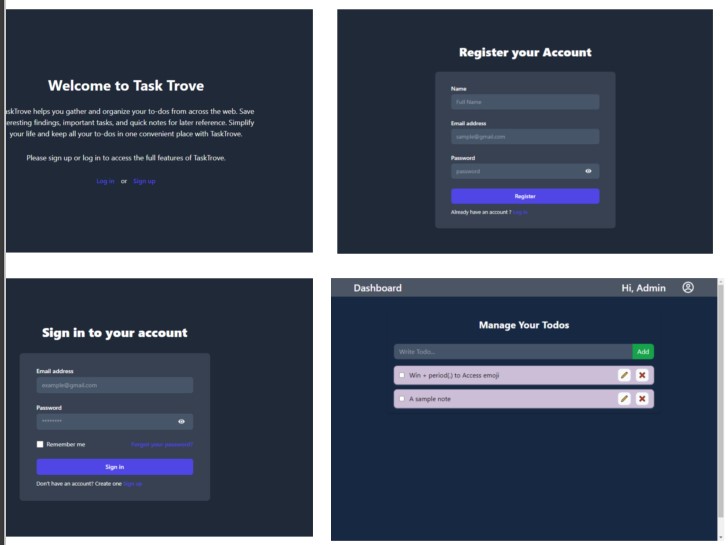 Welcome to Task Trove
skTrove helps you gather and organize your to-dos from across the web. Save
eresting findings, important tasks, and quick notes for later reference. Simplify
your life and keep all your to-dos in one convenient place with TaskTrove.
Please sign up or log in to access the full features of TaskTrove.
Log in or Sign up
Register your Account
Name
Full Name
Email address
sample@gmail.com
Password
password
Register
Already have an account ? Sign in
Sign in to your account
Email address
example@gmail.com
Password
********
Remember me
Forgot your password?
Sign in
Don't have an account? Create one Sign up
Dashboard
Hi, Admin
Manage Your Todos
Write Todo...
Add
Win + period(.) to Access emoji
A sample note